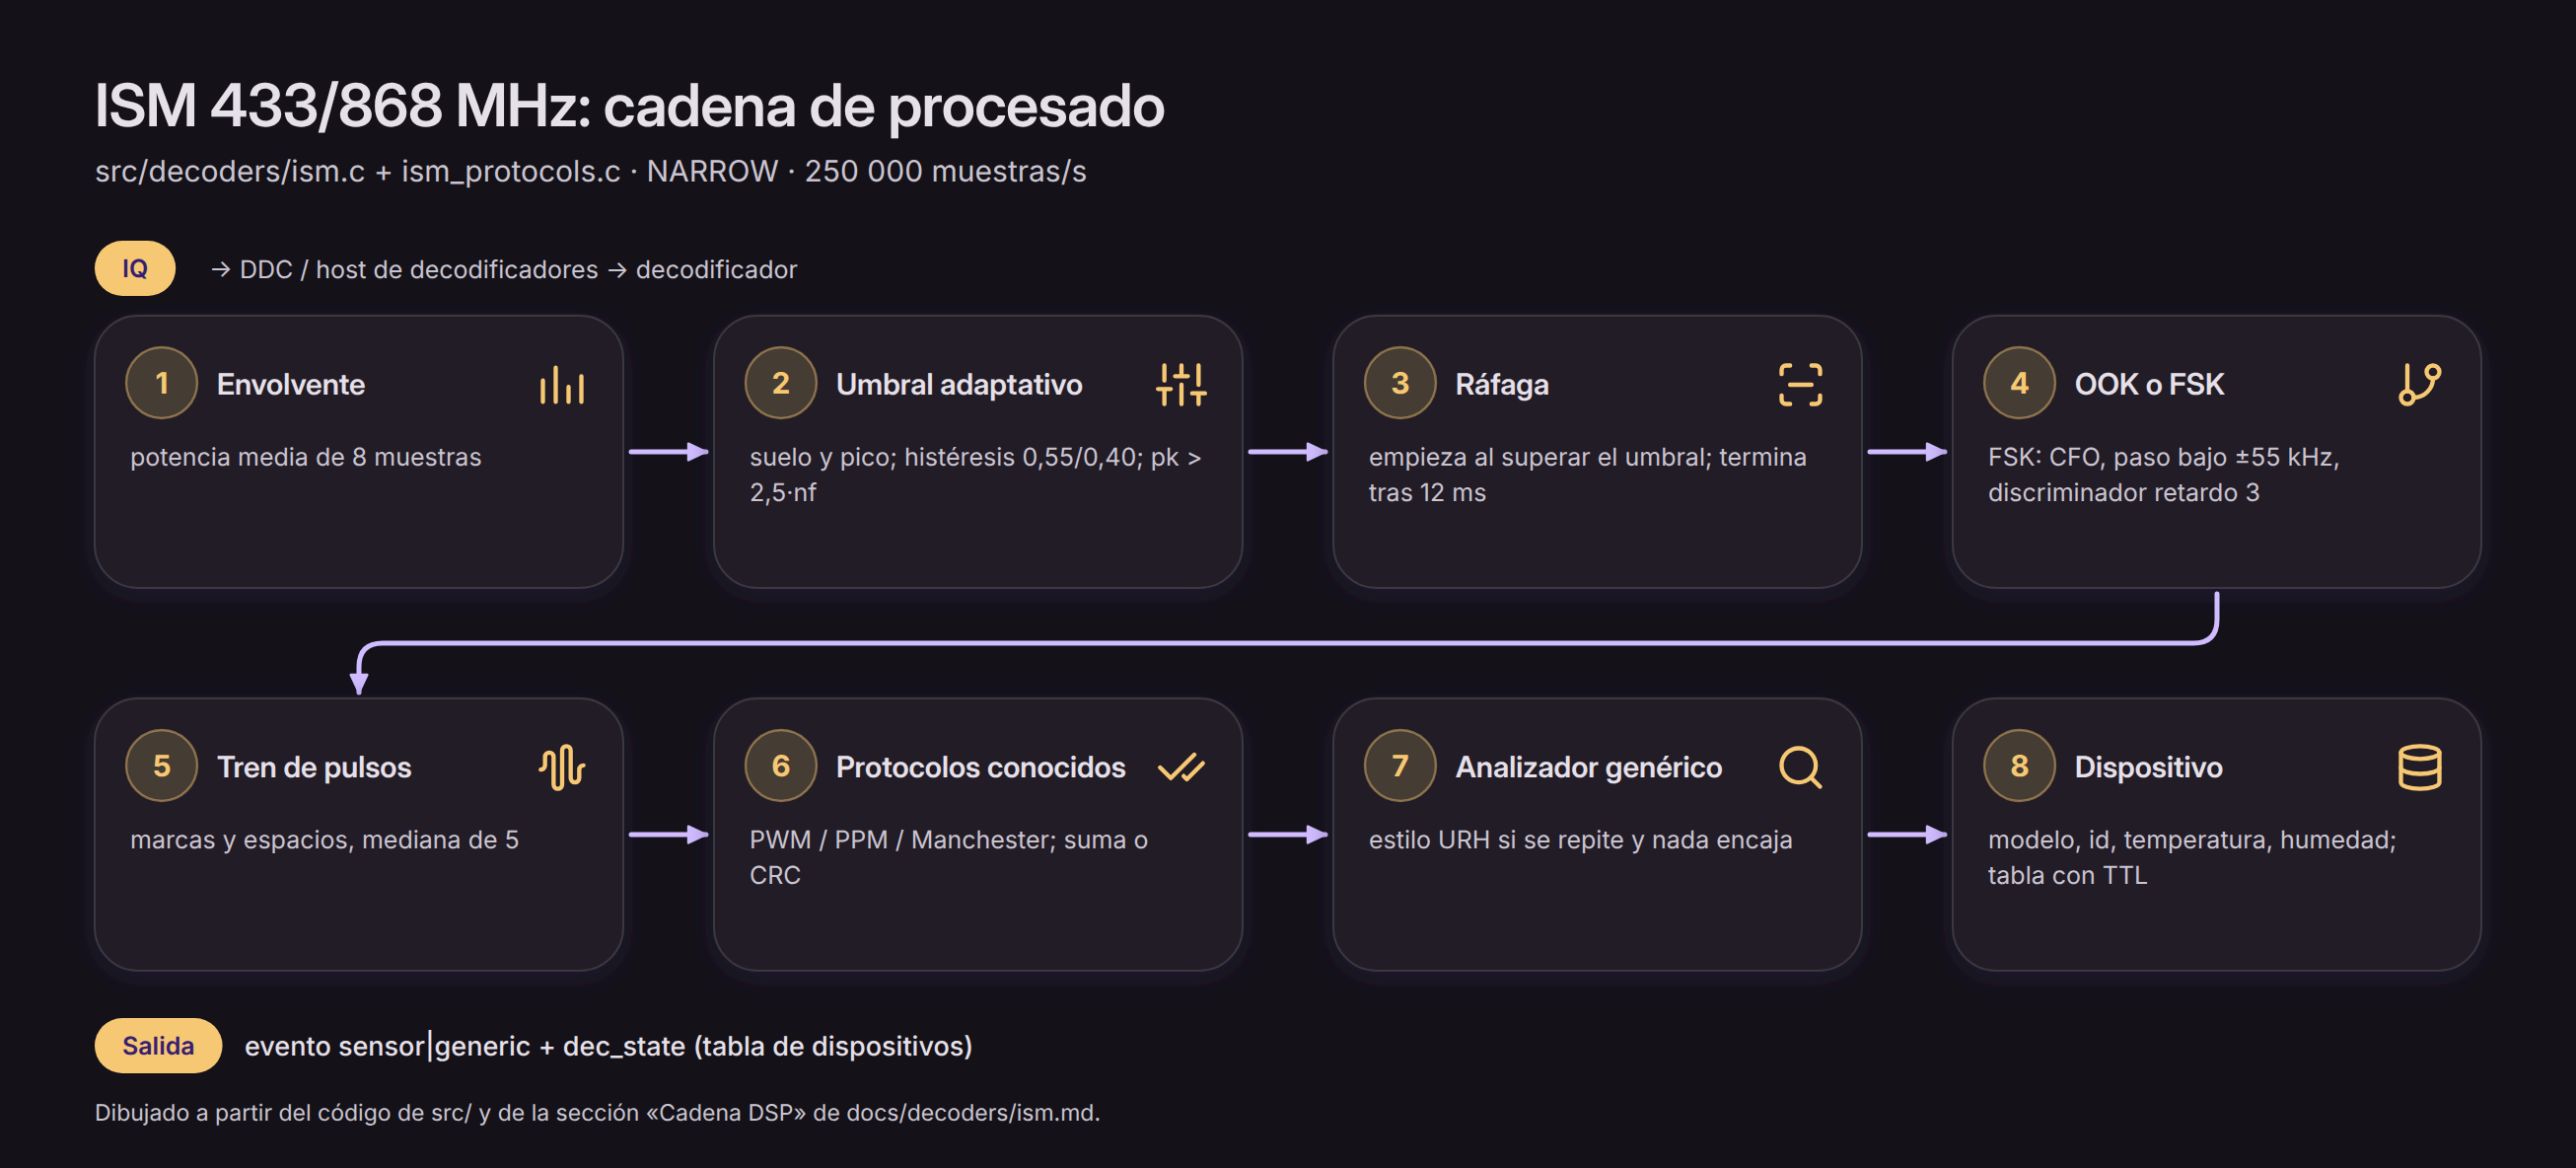 ISM 433/868 MHz: cadena de procesado
src/decoders/ism.c + ism_protocols.c · NARROW · 250 000 muestras/s
IQ → DDC / host de decodificadores → decodificador
1 Envolvente
potencia media de 8 muestras
2 Umbral adaptativo
suelo y pico; histéresis 0,55/0,40; pk >
2,5·nf
3 Ráfaga
empieza al superar el umbral; termina
tras 12 ms
4 OOK o FSK
FSK: CFO, paso bajo ±55 kHz,
discriminador retardo 3
5 Tren de pulsos
marcas y espacios, mediana de 5
6 Protocolos conocidos
PWM / PPM / Manchester; suma o
CRC
7 Analizador genérico
estilo URH si se repite y nada encaja
8 Dispositivo
modelo, id, temperatura, humedad;
tabla con TTL
Salida evento sensor|generic + dec_state (tabla de dispositivos)
Dibujado a partir del código de src/ y de la sección «Cadena DSP» de docs/decoders/ism.md.